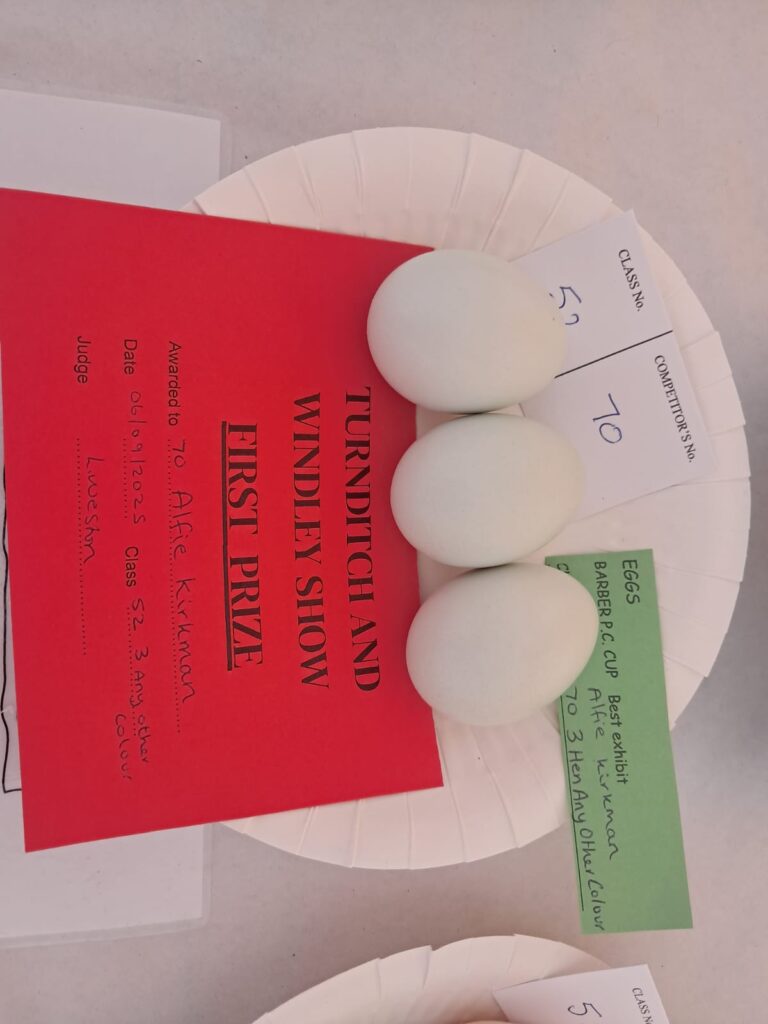 TURNDITCH AND
WINDLEY SHOW
FIRST PRIZE
Awarded to 70 Alfie Kirkman
Date 06/09/2025 Class 52 3 Any other
colour
Judge L Weston
CLASS No.
COMPETITOR'S No.
70
EGGS
BARBER P.C. CUP Best exhibit
Alfie Kirkman
70 3 Hen Any Other Colour
CLASS
5